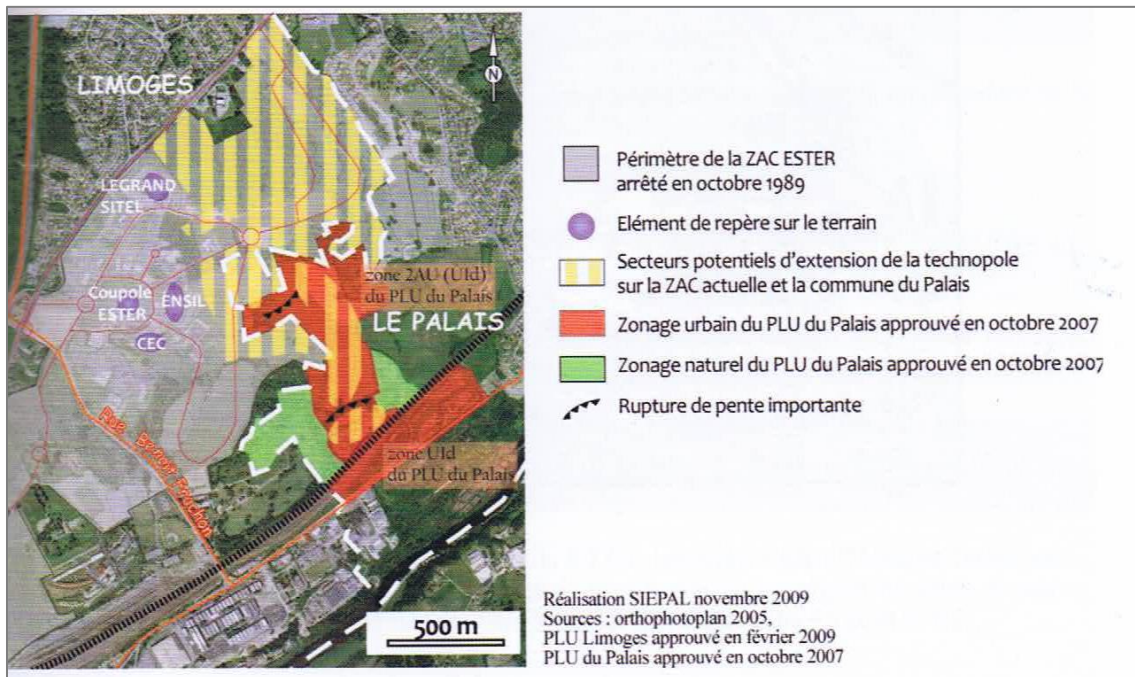 LIMOGES
N
LEGRAND
SITEL
zone 2AU (UId)
du PLU du Palais
Coupole
ESTER
ENSIL
LE PALAIS
CEC
Rue
zone UId
du PLU du Palais
500 m
Périmètre de la ZAC ESTER
arrêté en octobre 1989
Elément de repère sur le terrain
Secteurs potentiels d'extension de la technopole
sur la ZAC actuelle et la commune du Palais
Zonage urbain du PLU du Palais approuvé en octobre 2007
Zonage naturel du PLU du Palais approuvé en octobre 2007
Rupture de pente importante
Réalisation SIEPAL novembre 2009
Sources : orthophotoplan 2005,
PLU Limoges approuvé en février 2009
PLU du Palais approuvé en octobre 2007